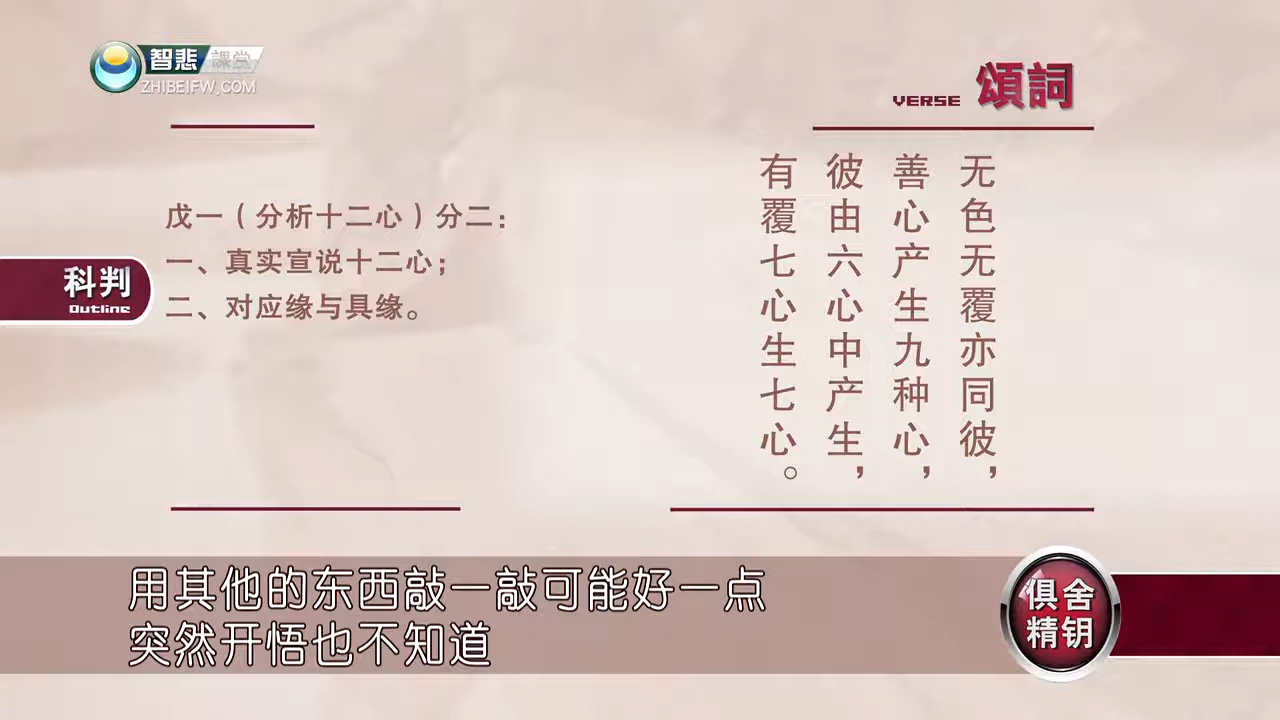 智悲課堂
ZHIBEIFW.COM
VERSE 頌詞
无色无覆亦同彼，
善心产生九种心，
彼由六心中产生，
有覆七心生七心。
戊一（分析十二心）分二：
一、真实宣说十二心；
二、对应缘与具缘。
科判
Outline
用其他的东西敲一敲可能好一点
突然开悟也不知道
俱舍
精钥